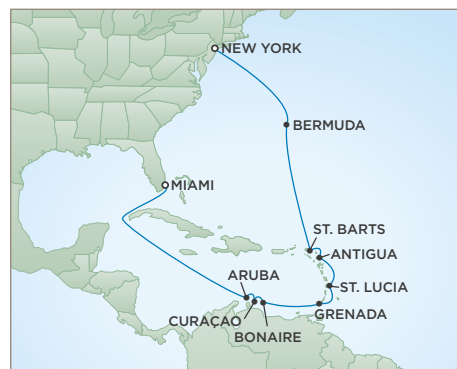 NEW YORK
BERMUDA
MIAMI
ST. BARTS
ANTIGUA
ARUBA
ST. LUCIA
CURAÇAO
GRENADA
BONAIRE